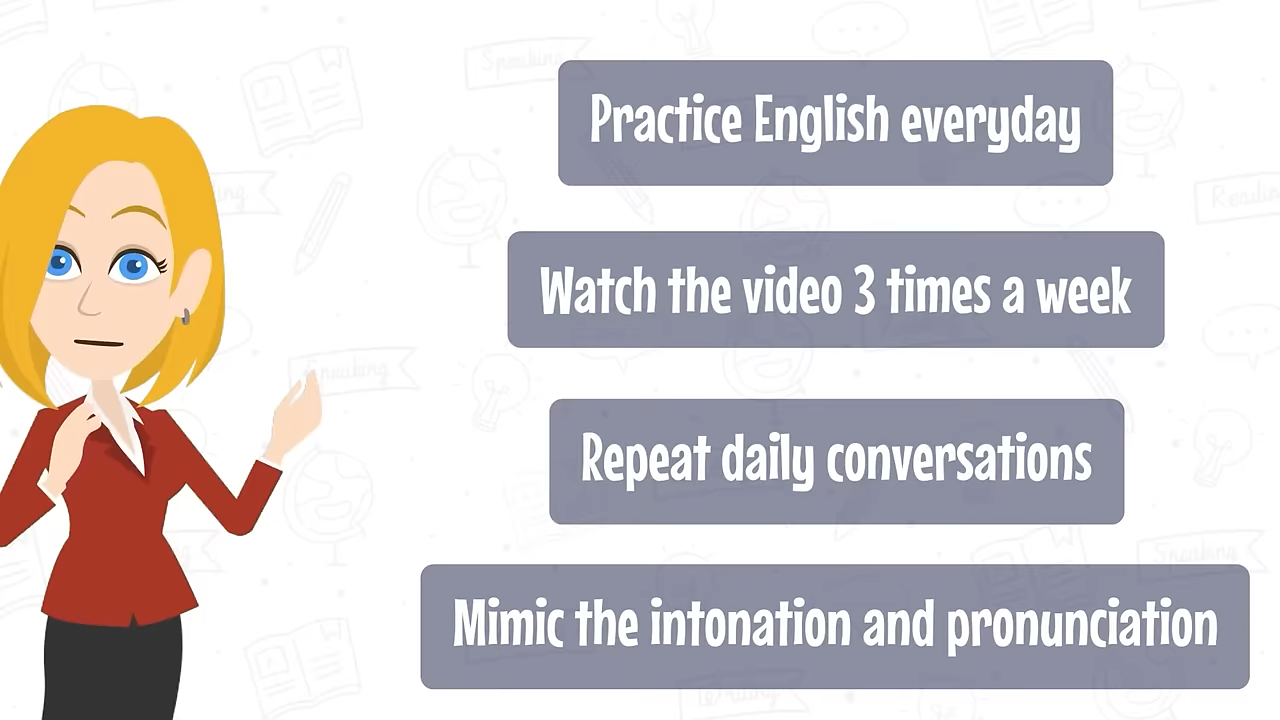 Practice English everyday
Watch the video 3 times a week
Repeat daily conversations
Mimic the intonation and pronunciation